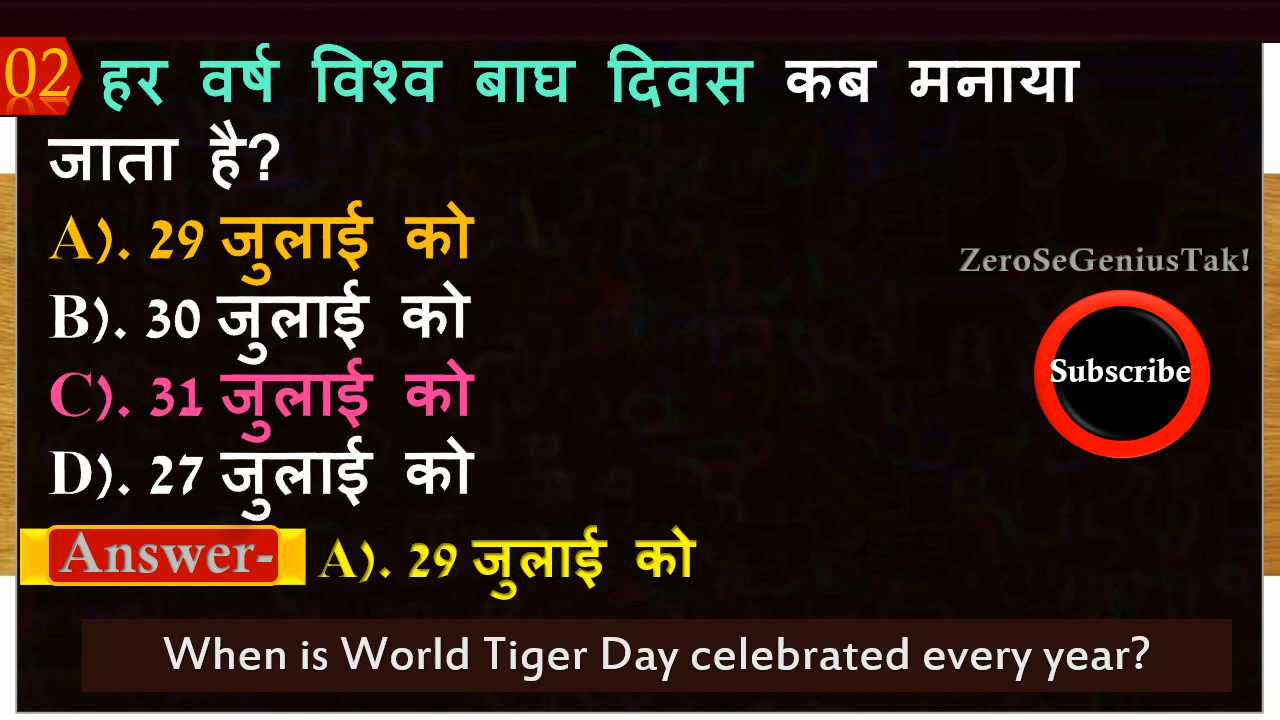 02 हर वर्ष विश्व बाघ दिवस कब मनाया
जाता है?
A). 29 जुलाई को
ZeroSeGeniusTak!
B). 30 जुलाई को
Subscribe
C). 31 जुलाई को
D). 27 जुलाई को
Answer- A). 29 जुलाई को
When is World Tiger Day celebrated every year?